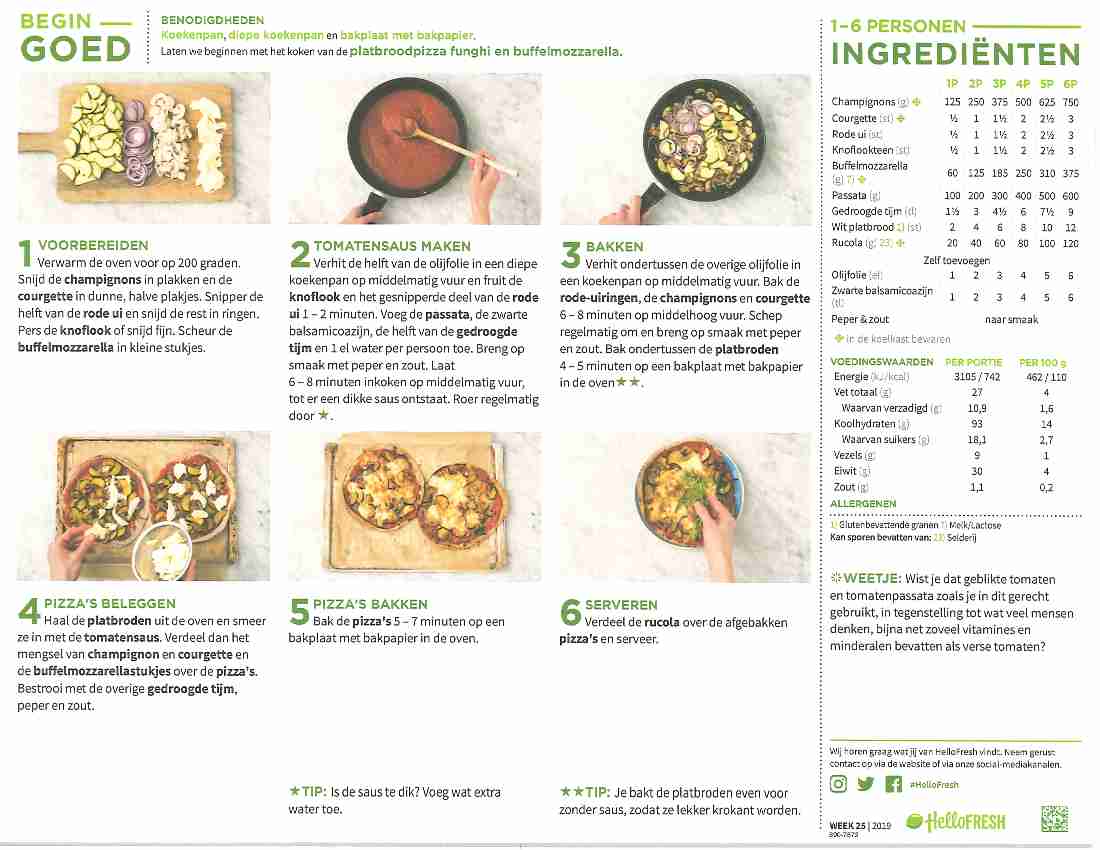 BEGIN
GOED
BENODIGDHEDEN
Koekenpan, diepe koekenpan en bakplaat met bakpapier.
Laten we beginnen met het koken van de platbroodpizza funghi en buffelmozzarella.
1 VOORBEREIDEN
Verwarm de oven voor op 200 graden.
Snijd de champignons in plakken en de
courgette in dunne, halve plakjes. Snipper de
helft van de rode ui en snijd de rest in ringen.
Pers de knoflook of snijd fijn. Scheur de
buffelmozzarella in kleine stukjes.
2 TOMATENSAUS MAKEN
Verhit de helft van de olijfolie in een diepe
koekenpan op middelmatig vuur en fruit de
knoflook en het gesnipperde deel van de rode
ui 1 – 2 minuten. Voeg de passata, de zwarte
balsamicoazijn, de helft van de gedroogde
tijm en 1 el water per persoon toe. Breng op
smaak met peper en zout. Laat
6 – 8 minuten inkoken op middelmatig vuur,
tot er een dikke saus ontstaat. Roer regelmatig
door ★.
3 BAKKEN
Verhit ondertussen de overige olijfolie in
een koekenpan op middelmatig vuur. Bak de
rode-uiringen, de champignons en courgette
6 – 8 minuten op middelhoog vuur. Schep
regelmatig om en breng op smaak met peper
en zout. Bak ondertussen de platbroden
4 – 5 minuten op een bakplaat met bakpapier
in de oven★★.
4 PIZZA'S BELEGGEN
Haal de platbroden uit de oven en smeer
ze in met de tomatensaus. Verdeel dan het
mengsel van champignon en courgette en
de buffelmozzarellastukjes over de pizza's.
Bestrooi met de overige gedroogde tijm,
peper en zout.
5 PIZZA'S BAKKEN
Bak de pizza's 5 – 7 minuten op een
bakplaat met bakpapier in de oven.
6 SERVEREN
Verdeel de rucola over de afgebakken
pizza's en serveer.
★TIP: Is de saus te dik? Voeg wat extra
water toe.
★★TIP: Je bakt de platbroden even voor
zonder saus, zodat ze lekker krokant worden.
1–6 PERSONEN
INGREDIËNTEN
1P 2P 3P 4P 5P 6P
Champignons (g) 125 250 375 500 625 750
Courgette (st) ½ 1 1½ 2 2½ 3
Rode ui (st) ½ 1 1½ 2 2½ 3
Knoflookteen (st) ½ 1 1½ 2 2½ 3
Buffelmozzarella
(g) 7) 60 125 185 250 310 375
Passata (g) 100 200 300 400 500 600
Gedroogde tijm (tl) 1½ 3 4½ 6 7½ 9
Wit platbrood 1) (st) 2 4 6 8 10 12
Rucola (g) 23) 20 40 60 80 100 120
Zelf toevoegen
Olijfolie (el) 1 2 3 4 5 6
Zwarte balsamicoazijn
(tl) 1 2 3 4 5 6
Peper & zout naar smaak
in de koelkast bewaren
VOEDINGSWAARDEN PER PORTIE PER 100 g
Energie (kJ/kcal) 3105 / 742 462 / 110
Vet totaal (g) 27 4
Waarvan verzadigd (g) 10,9 1,6
Koolhydraten (g) 93 14
Waarvan suikers (g) 18,1 2,7
Vezels (g) 9 1
Eiwit (g) 30 4
Zout (g) 1,1 0,2
ALLERGENEN
1) Glutenbevattende granen 7) Melk/Lactose
Kan sporen bevatten van: 23) Selderij
WEETJE: Wist je dat geblikte tomaten
en tomatenpassata zoals je in dit gerecht
gebruikt, in tegenstelling tot wat veel mensen
denken, bijna net zoveel vitamines en
minderalen bevatten als verse tomaten?
Wij horen graag wat jij van HelloFresh vindt. Neem gerust
contact op via de website of via onze social-mediakanalen.
#HelloFresh
WEEK 25 | 2019
HelloFRESH